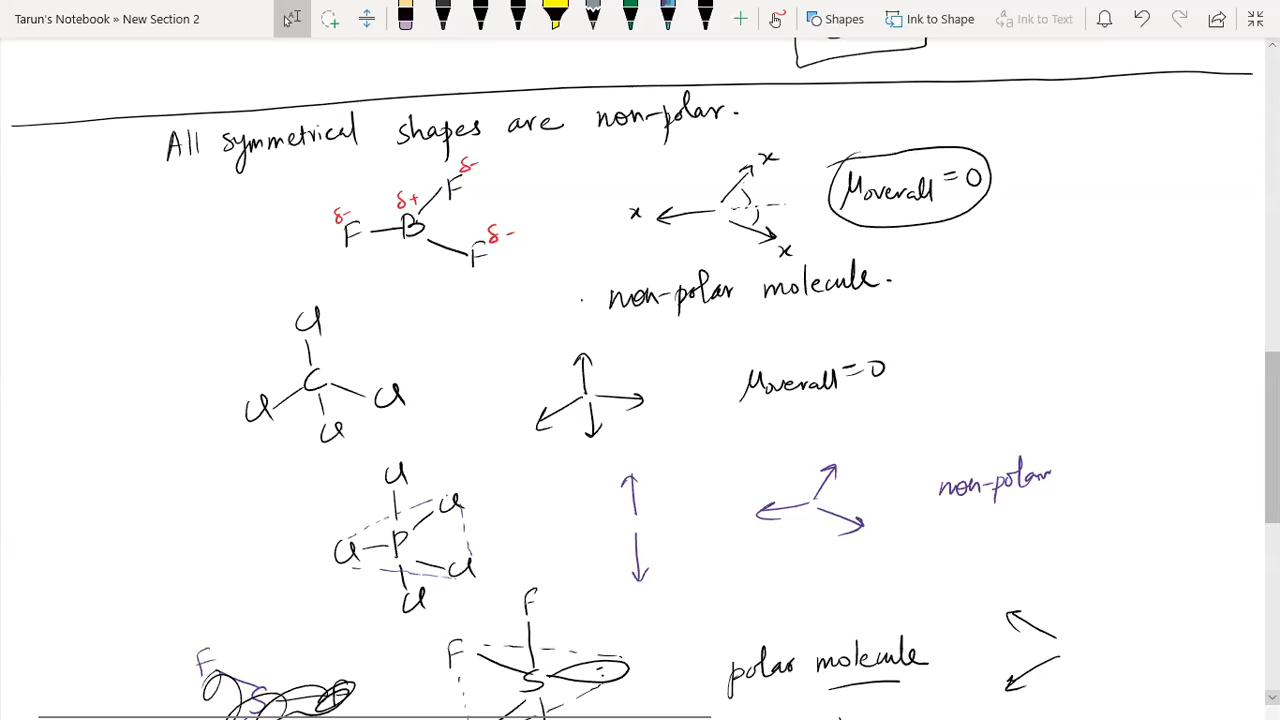 Tarun's Notebook » New Section 2
Shapes
Ink to Shape
Ink to Text
All symmetrical shapes are non-polar.
δ-
F
δ+
B
δ-
F
F
δ-
x
x
x
μoverall = 0
non-polar molecule.
Cl
C
Cl
Cl
Cl
μoverall = 0
Cl
Cl
Cl
P
Cl
Cl
non-polar
F
F
S
F
S
polar molecule